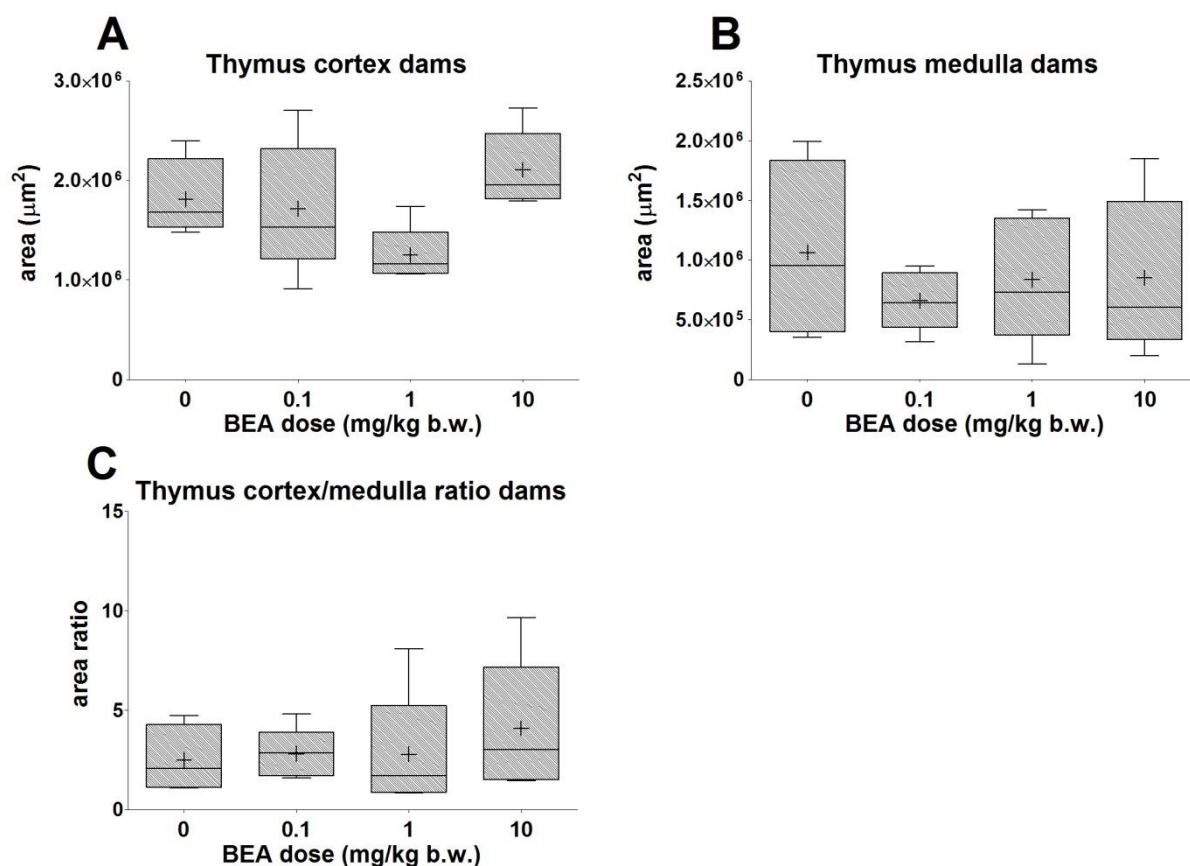 A
Thymus cortex dams
3.0×10⁶
2.0×10⁶
1.0×10⁶
0
area (μm²)
0 0.1 1 10
BEA dose (mg/kg b.w.)
B
Thymus medulla dams
2.5×10⁶
2.0×10⁶
1.5×10⁶
1.0×10⁶
5.0×10⁵
0
area (μm²)
0 0.1 1 10
BEA dose (mg/kg b.w.)
C
Thymus cortex/medulla ratio dams
15
10
5
0
area ratio
0 0.1 1 10
BEA dose (mg/kg b.w.)